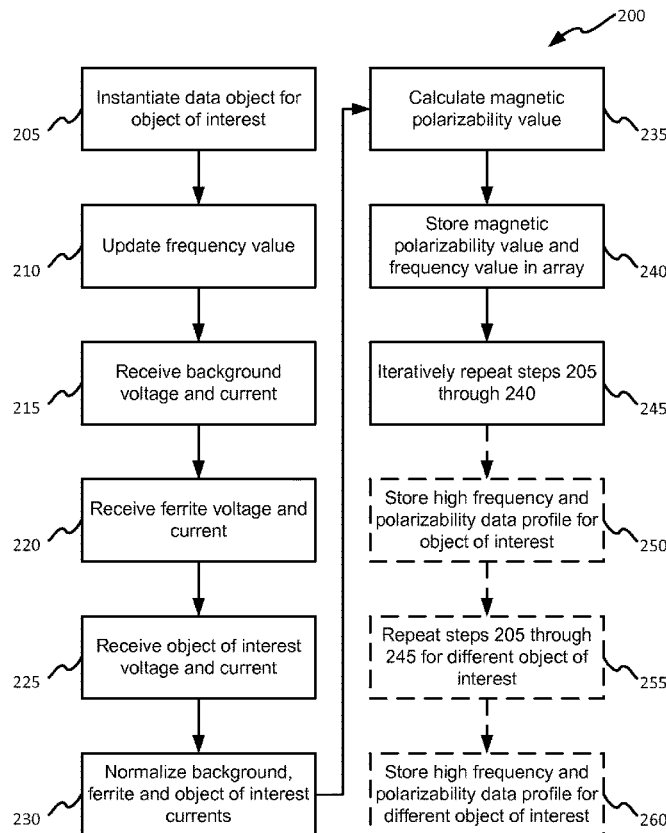 200
Instantiate data object for
object of interest
205
Update frequency value
210
Receive background
voltage and current
215
Receive ferrite voltage and
current
220
Receive object of interest
voltage and current
225
Normalize background,
ferrite and object of interest
currents
230
Calculate magnetic
polarizability value
235
Store magnetic
polarizability value and
frequency value in array
240
Iteratively repeat steps 205
through 240
245
Store high frequency and
polarizability data profile for
object of interest
250
Repeat steps 205 through
245 for different object of
interest
255
Store high frequency and
polarizability data profile for
different object of interest
260